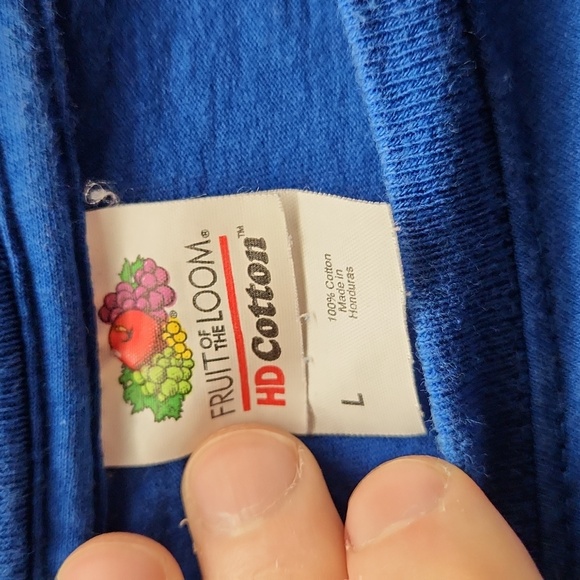 FRUIT OF THE LOOM®
HD Cotton™
100% Cotton
Made in
Honduras
L